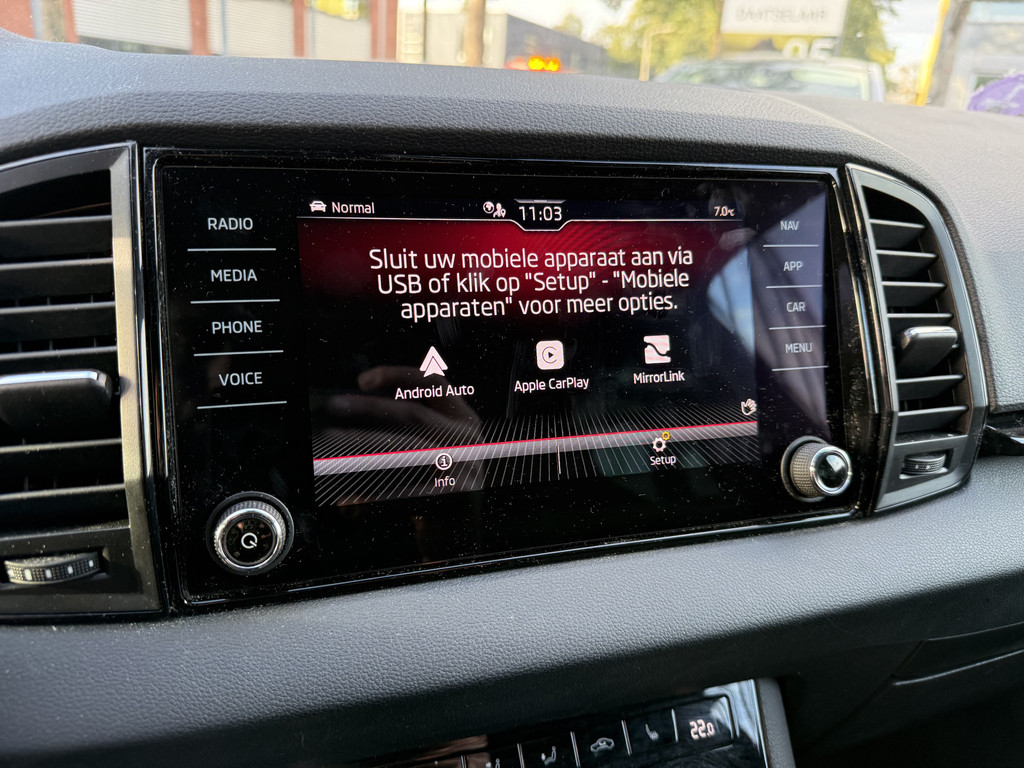 Normal
11:03
7.0°C
RADIO
MEDIA
PHONE
VOICE
Sluit uw mobiele apparaat aan via
USB of klik op "Setup" - "Mobiele
apparaten" voor meer opties.
Android Auto
Apple CarPlay
MirrorLink
Info
Setup
NAV
APP
CAR
MENU
22.0